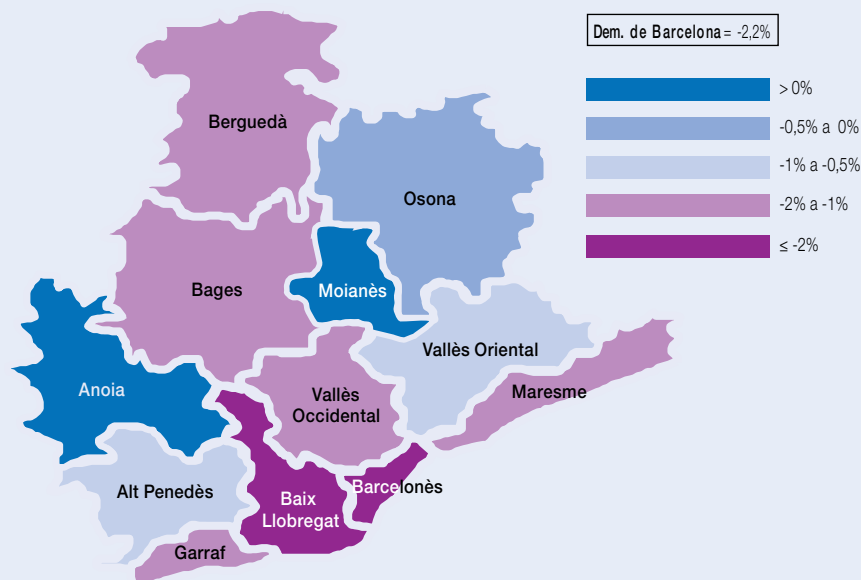 Dem. de Barcelona = -2,2%
> 0%
-0,5% a 0%
-1% a -0,5%
-2% a -1%
≤ -2%
Berguedà
Osona
Bages
Moianès
Vallès Oriental
Anoia
Vallès
Occidental
Maresme
Alt Penedès
Baix
Llobregat
Barcelonès
Garraf